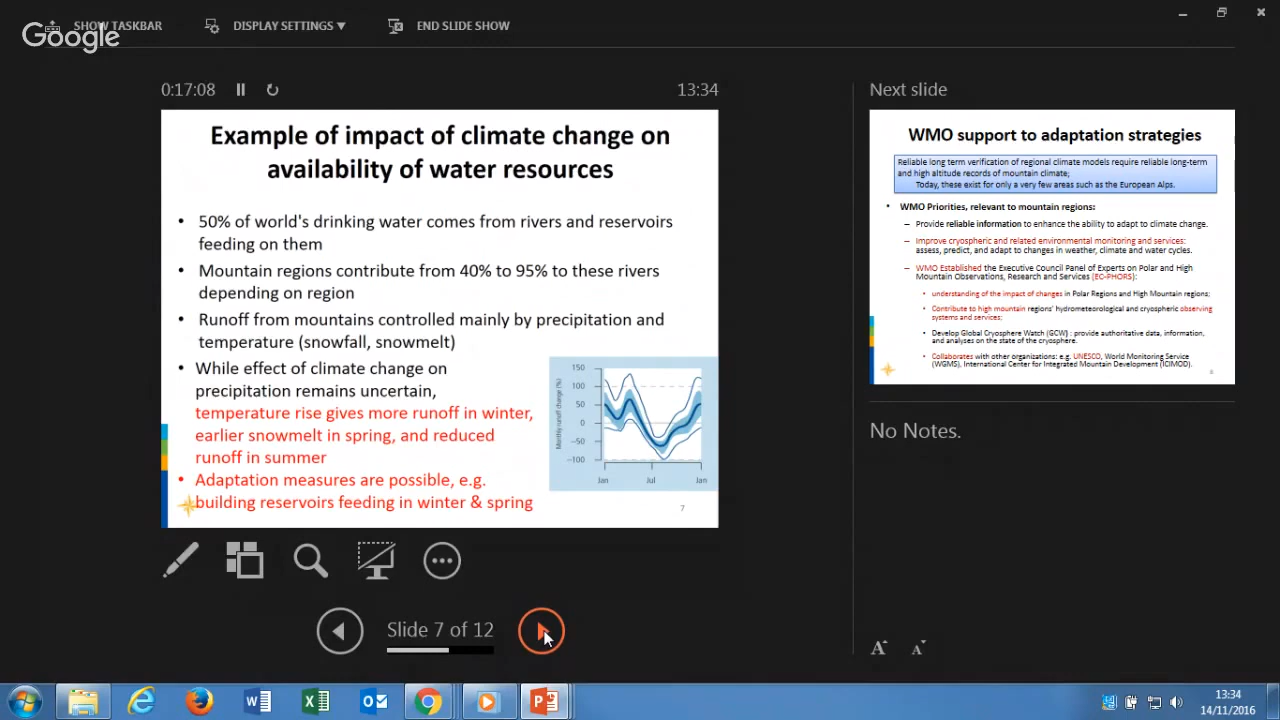 SHOW TASKBAR
DISPLAY SETTINGS
END SLIDE SHOW
Google
0:17:08
13:34
Example of impact of climate change on
availability of water resources
• 50% of world's drinking water comes from rivers and reservoirs
feeding on them
• Mountain regions contribute from 40% to 95% to these rivers
depending on region
• Runoff from mountains controlled mainly by precipitation and
temperature (snowfall, snowmelt)
• While effect of climate change on
precipitation remains uncertain,
temperature rise gives more runoff in winter,
earlier snowmelt in spring, and reduced
runoff in summer
• Adaptation measures are possible, e.g.
building reservoirs feeding in winter & spring
Monthly runoff change (%)
150
100
50
0
−50
−100
Jan Jul Jan
7
Next slide
WMO support to adaptation strategies
Reliable long term verification of regional climate models require reliable long-term
and high altitude records of mountain climate;
Today, these exist for only a very few areas such as the European Alps.
• WMO Priorities, relevant to mountain regions:
– Provide reliable information to enhance the ability to adapt to climate change.
– Improve cryospheric and related environmental monitoring and services:
assess, predict, and adapt to changes in weather, climate and water cycles.
– WMO Established the Executive Council Panel of Experts on Polar and High
Mountain Observations, Research and Services (EC-PHORS):
• understanding of the impact of changes in Polar Regions and High Mountain regions;
• Contribute to high mountain regions' hydrometeorological and cryospheric observing
systems and services;
• Develop Global Cryosphere Watch (GCW) : provide authoritative data, information,
and analyses on the state of the cryosphere.
• Collaborates with other organizations: e.g. UNESCO, World Monitoring Service
(WGMS), International Center for Integrated Mountain Development (ICIMOD).
8
No Notes.
Slide 7 of 12
A A
13:34
14/11/2016